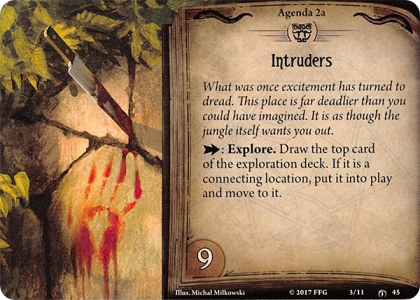 Agenda 2a
Intruders
What was once excitement has turned to
dread. This place is far deadlier than you
could have imagined. It is as though the
jungle itself wants you out.
: Explore. Draw the top card
of the exploration deck. If it is a
connecting location, put it into play
and move to it.
9
Illus. Michal Milkowski
© 2017 FFG
3/11
45